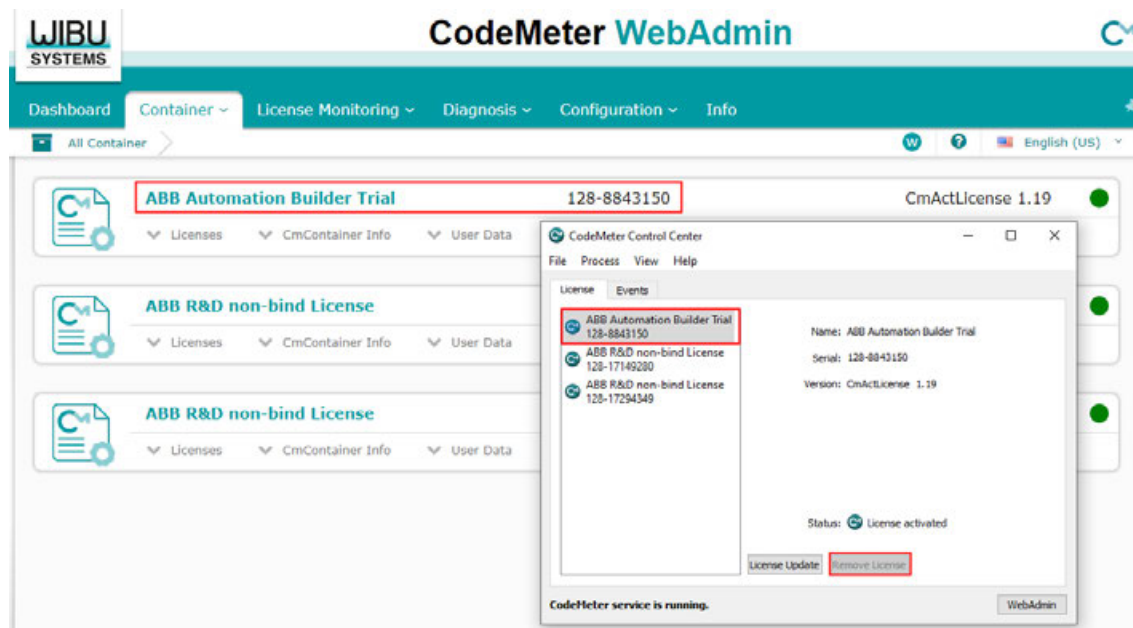 WIBU
SYSTEMS
CodeMeter WebAdmin
Dashboard Container License Monitoring Diagnosis Configuration Info
All Container English (US)
ABB Automation Builder Trial 128-8843150 CmActLicense 1.19
Licenses CmContainer Info User Data
ABB R&D non-bind License
Licenses CmContainer Info User Data
ABB R&D non-bind License
Licenses CmContainer Info User Data
CodeMeter Control Center
File Process View Help
License Events
ABB Automation Builder Trial
128-8843150
ABB R&D non-bind License
128-17149280
ABB R&D non-bind License
128-17294349
Name: ABB Automation Builder Trial
Serial: 128-8843150
Version: CmActLicense 1.19
Status: License activated
License Update Remove License
CodeMeter service is running. WebAdmin